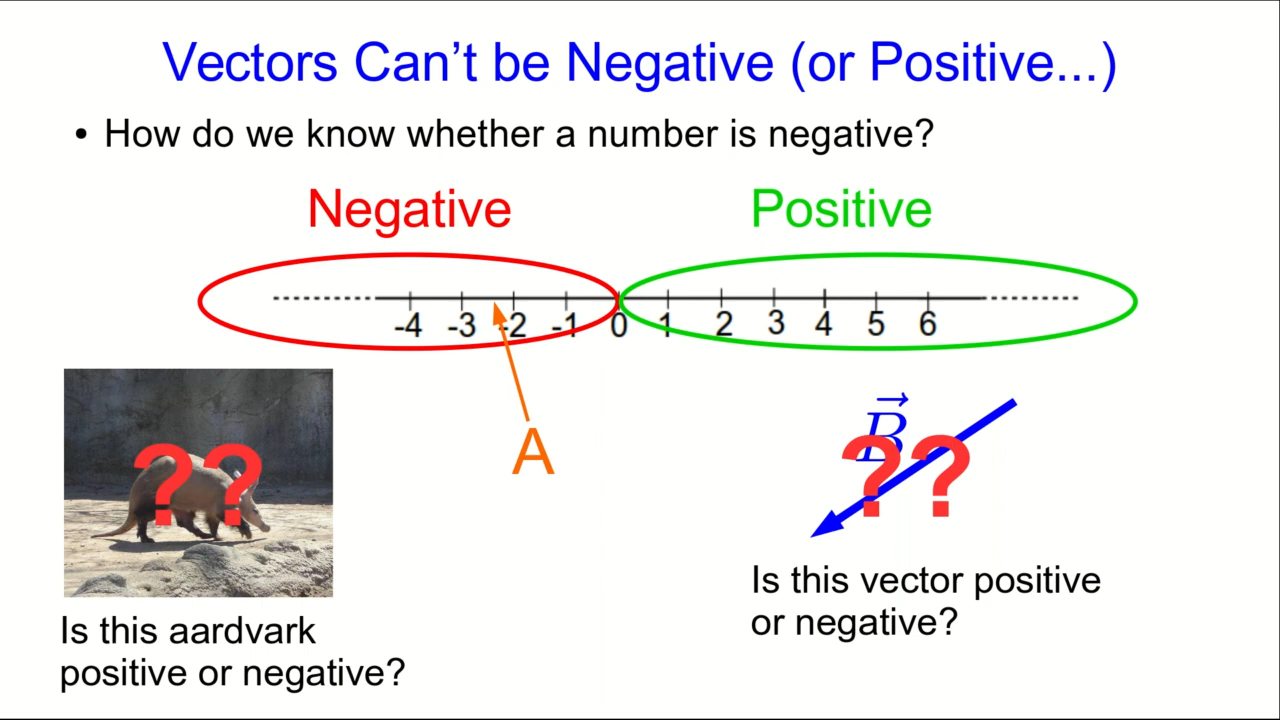 Vectors Can't be Negative (or Positive...)
• How do we know whether a number is negative?
Negative Positive
-4 -3 -2 -1 0 1 2 3 4 5 6
A
B⃗
?? ??
Is this aardvark
positive or negative?
Is this vector positive
or negative?